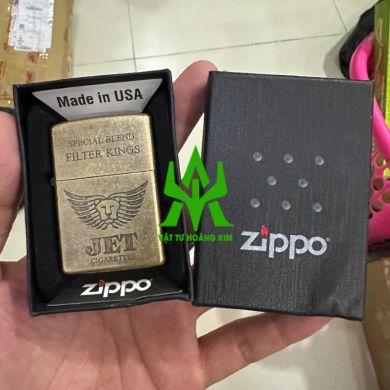 Made in USA
SPECIAL BLEND
FILTER KINGS
JET
CIGARETTES
zippo
VẬT TƯ HOÀNG KIM
zippo